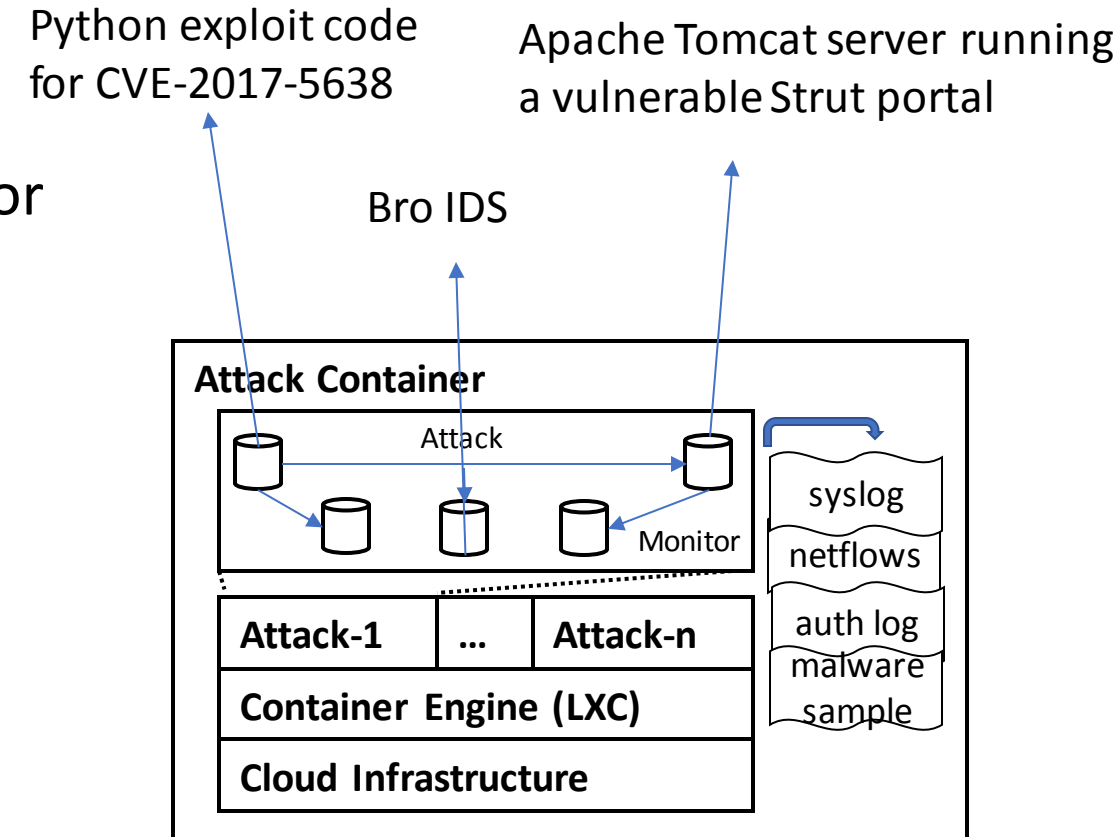 Python exploit code
for CVE-2017-5638
Apache Tomcat server running
a vulnerable Strut portal
or
Bro IDS
Attack Container
Attack
Monitor
syslog
netflows
auth log
malware
sample
Attack-1
...
Attack-n
Container Engine (LXC)
Cloud Infrastructure